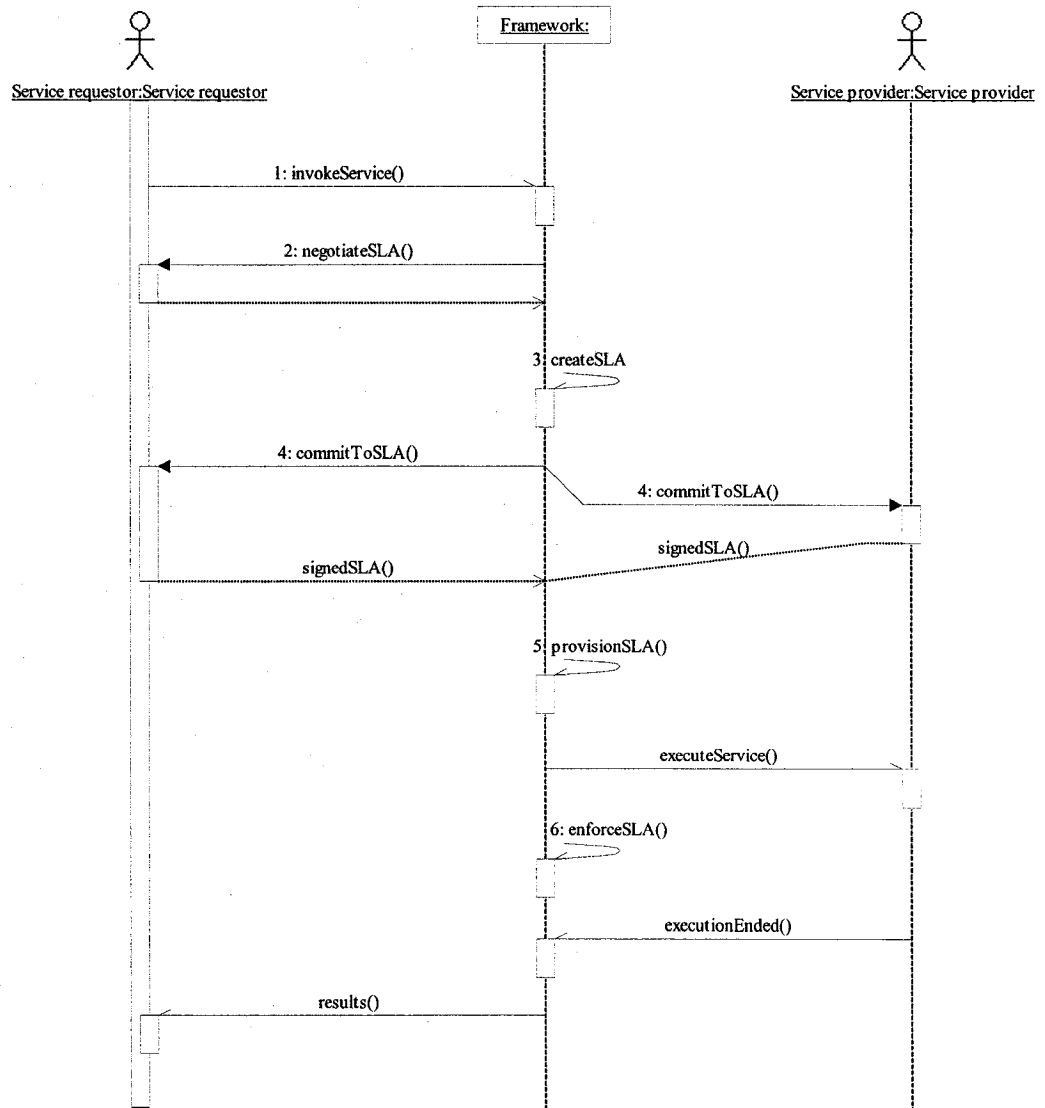 Framework:
Service requestor:Service requestor
Service provider:Service provider
1: invokeService()
2: negotiateSLA()
3: createSLA
4: commitToSLA()
4: commitToSLA()
signedSLA()
signedSLA()
5: provisionSLA()
executeService()
6: enforceSLA()
executionEnded()
results()